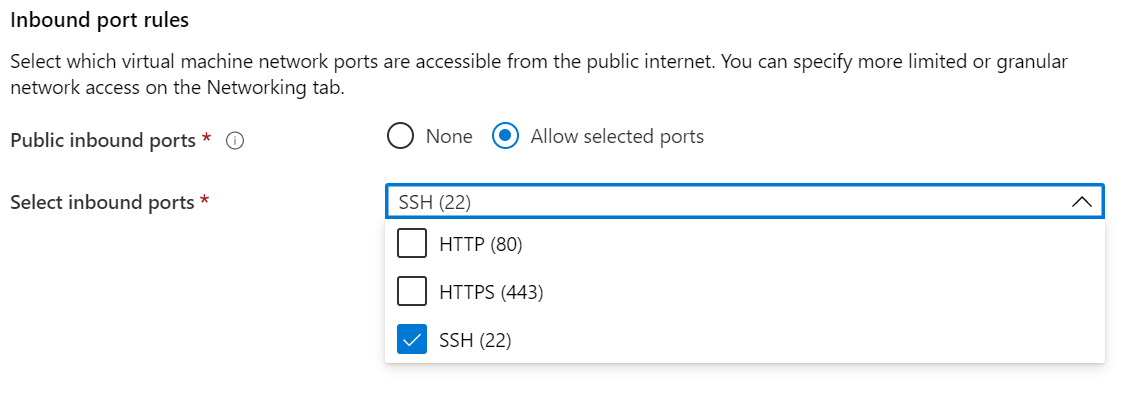 Inbound port rules
Select which virtual machine network ports are accessible from the public internet. You can specify more limited or granular
network access on the Networking tab.
Public inbound ports * None Allow selected ports
Select inbound ports * SSH (22)
HTTP (80)
HTTPS (443)
SSH (22)